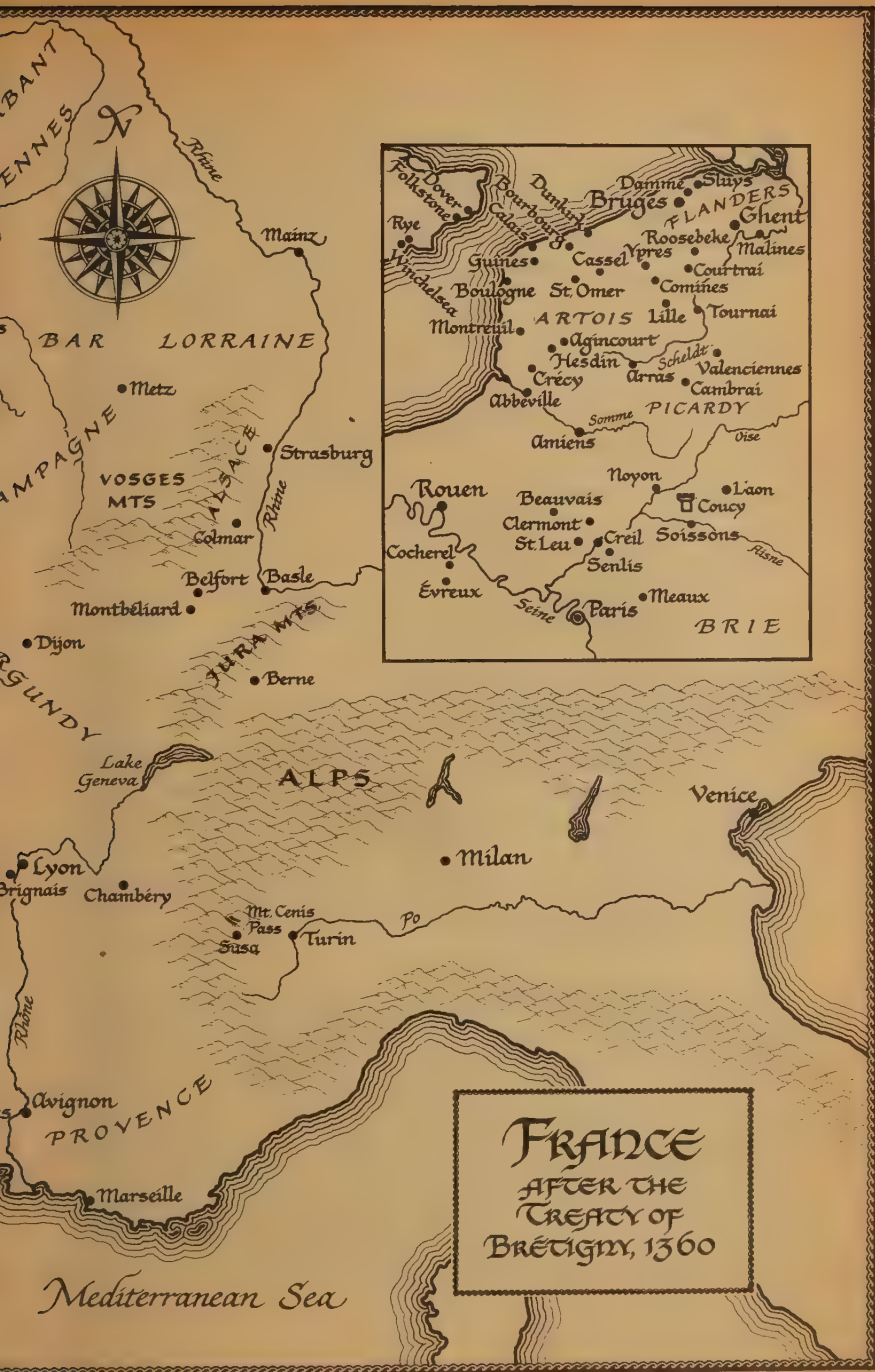 BANT
ENNES
N
Rhine
Mainz
BAR LORRAINE
Metz
AMPAGNE
VOSGES
MTS
ALSACE
Strasburg
Rhine
Colmar
Belfort
Basle
Montbéliard
Dijon
JURA MTS
Berne
RGUNDY
Lake
Geneva
ALPS
Venice
Milan
Lyon
Brignais
Chambéry
Mt. Cenis
Pass
Susa
Turin
Po
Rhône
Avignon
PROVENCE
Marseille
Mediterranean Sea
Folkstone
Dover
Rye
Winchelsea
Calais
Bourbourg
Dunkirk
Damme
Sluys
Bruges
FLANDERS
Ghent
Roosebeke
Malines
Guines
Cassel
Ypres
Courtrai
Boulogne
St. Omer
Comines
Montreuil
ARTOIS
Lille
Tournai
Agincourt
Hesdin
Scheldt
Crécy
Arras
Valenciennes
Cambrai
Abbéville
PICARDY
Somme
Amiens
Oise
Noyon
Rouen
Beauvais
Laon
Coucy
Clermont
St. Leu
Creil
Soissons
Cocherel
Senlis
Aisne
Évreux
Seine
Paris
Meaux
BRIE
FRANCE
AFTER THE
TREATY OF
BRÉTIGNY, 1360